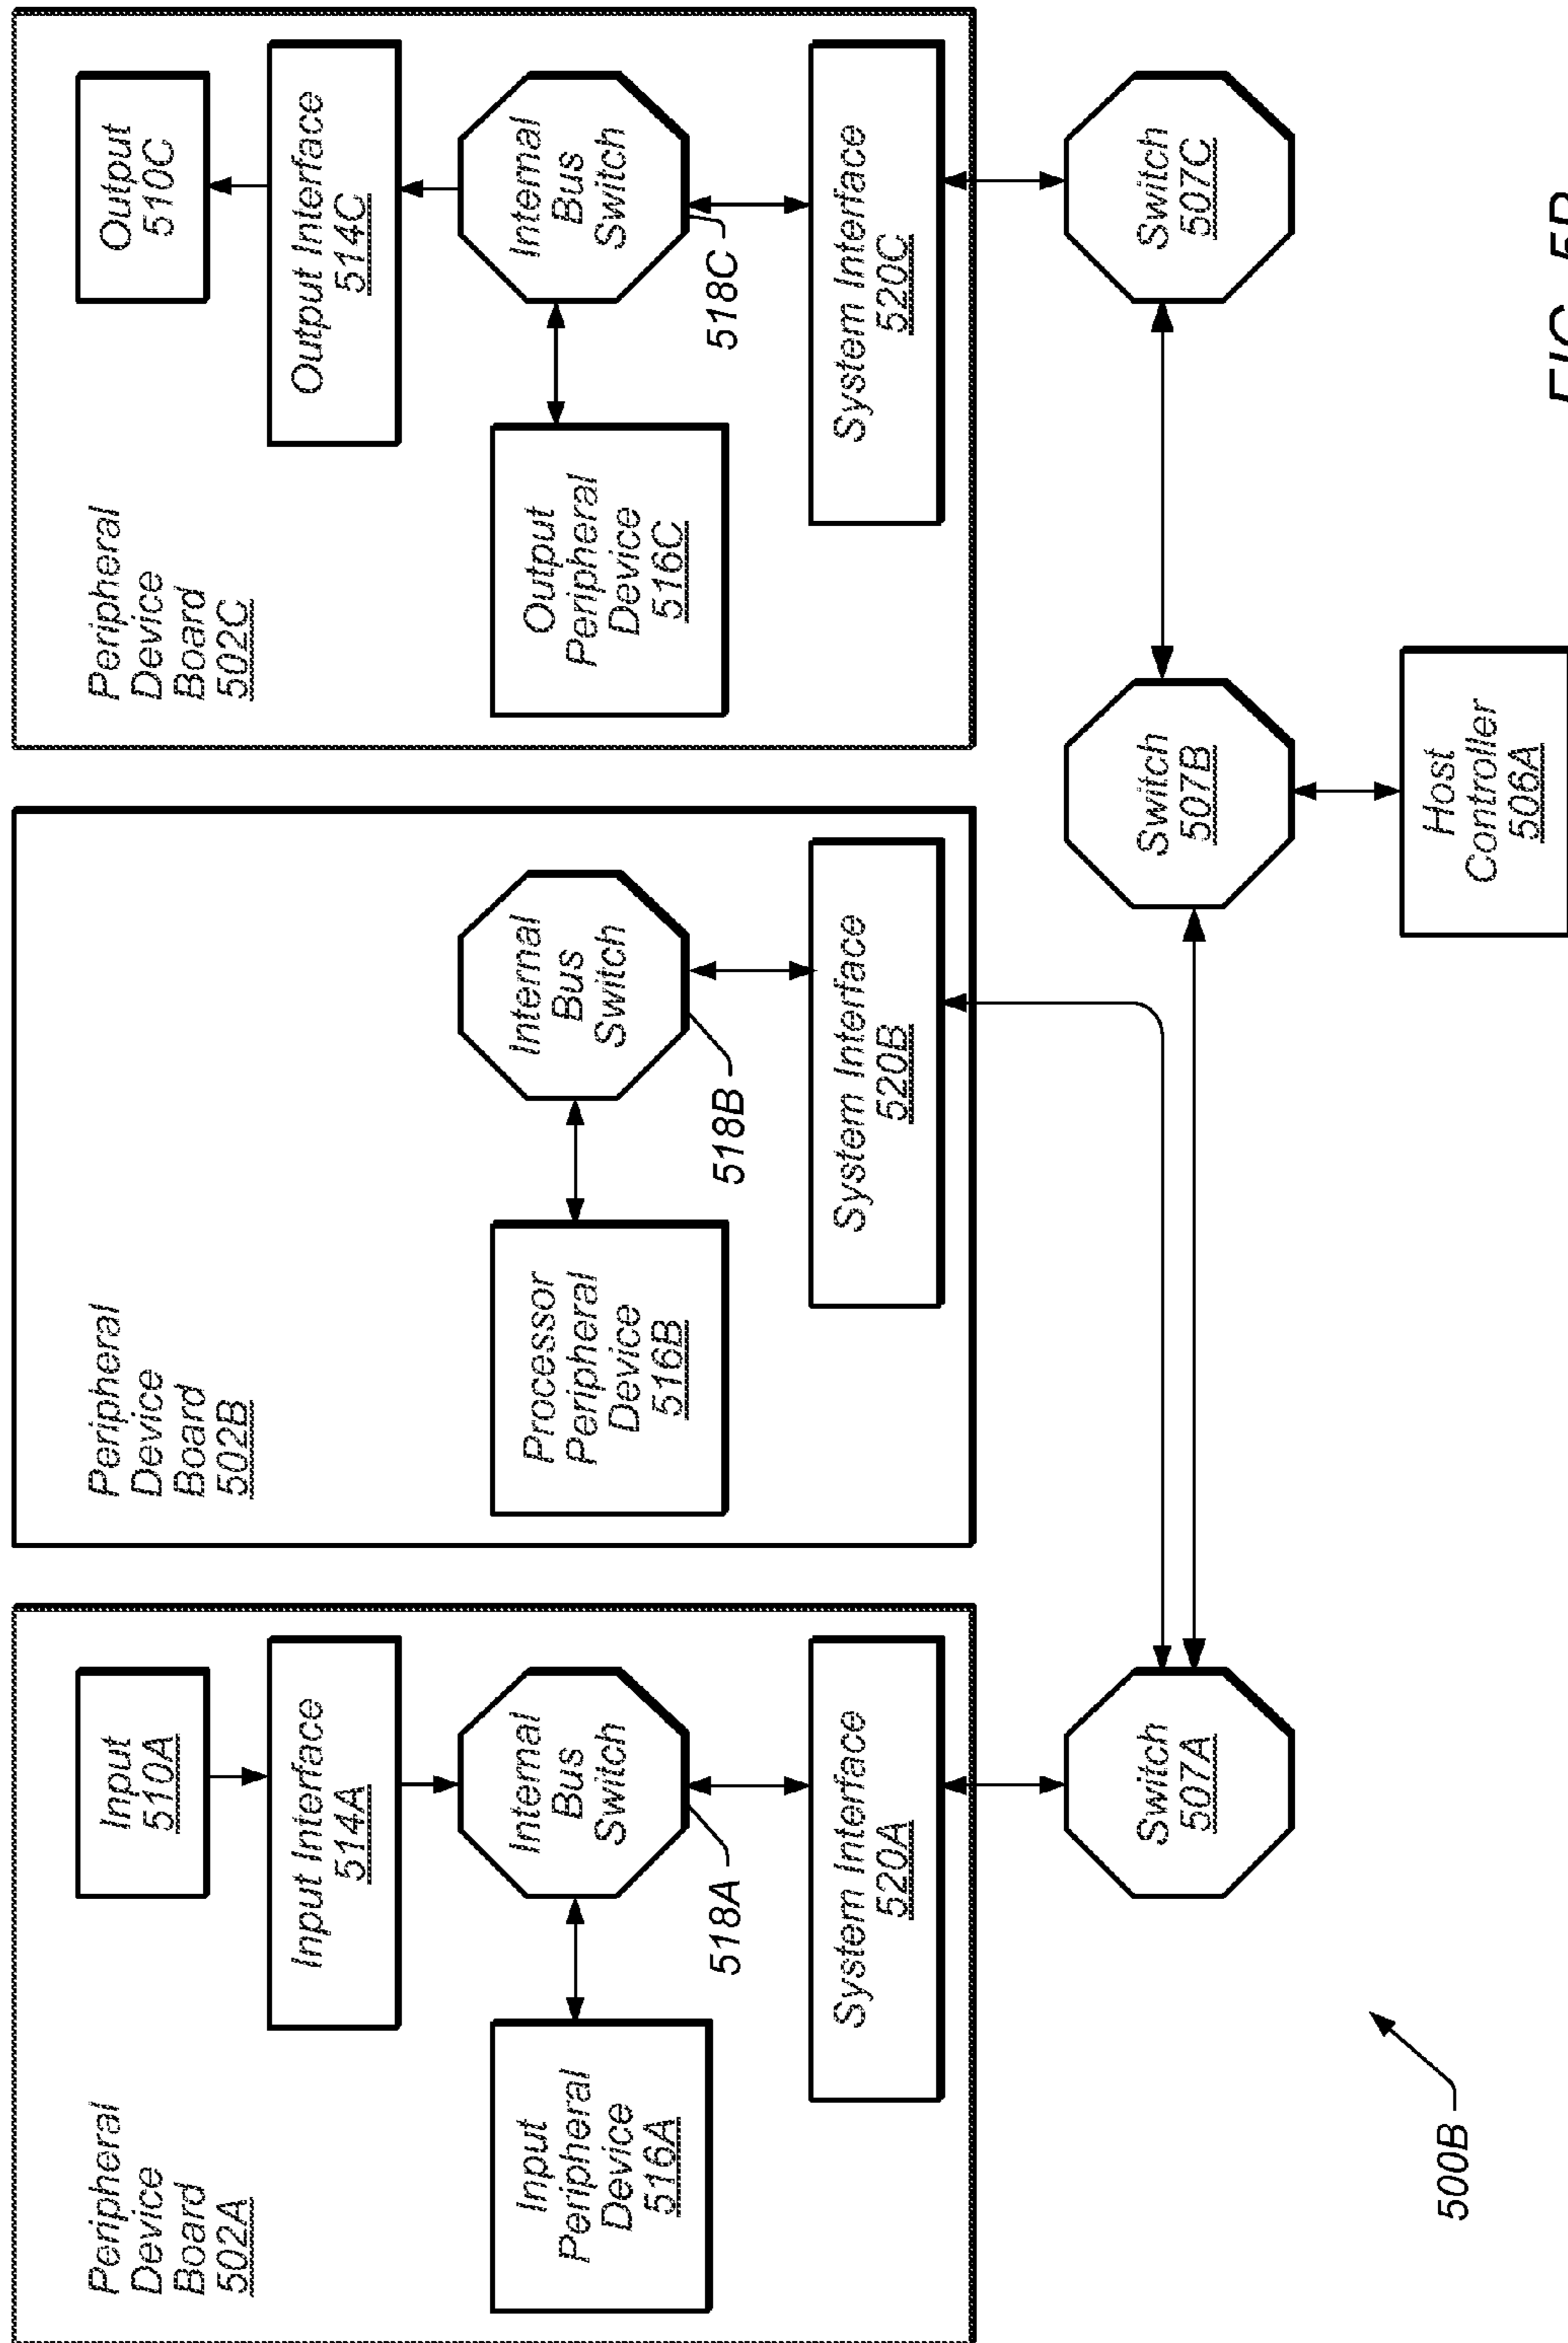 Peripheral
Device
Board
502A
Input
510A
Input Interface
514A
Internal
Bus
Switch
518A
Input
Peripheral
Device
516A
System Interface
520A
Switch
507A
Peripheral
Device
Board
502B
Internal
Bus
Switch
518B
Processor
Peripheral
Device
516B
System Interface
520B
Switch
507B
Host
Controller
506A
Peripheral
Device
Board
502C
Output
510C
Output Interface
514C
Internal
Bus
Switch
518C
Output
Peripheral
Device
516C
System Interface
520C
Switch
507C
500B
FIG. 5B